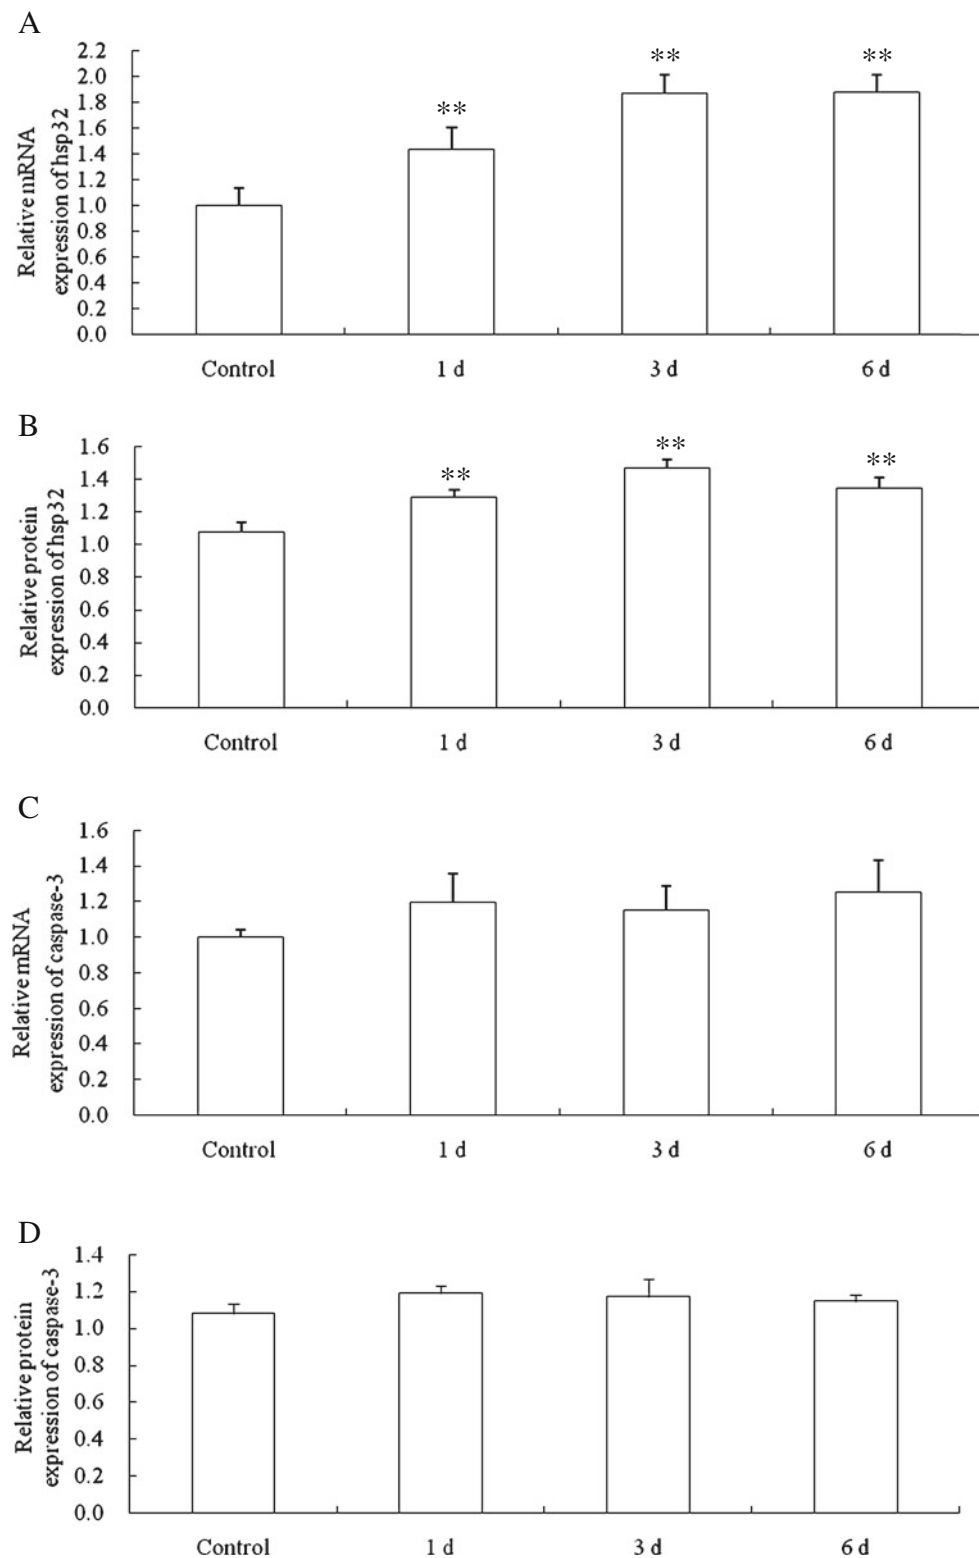 A
Relative mRNA
expression of hsp32
2.2
2.0
1.8
1.6
1.4
1.2
1.0
0.8
0.6
0.4
0.2
0.0
**
**
**
Control 1 d 3 d 6 d
B
Relative protein
expression of hsp32
1.6
1.4
1.2
1.0
0.8
0.6
0.4
0.2
0.0
**
**
**
Control 1 d 3 d 6 d
C
Relative mRNA
expression of caspase-3
1.6
1.4
1.2
1.0
0.8
0.6
0.4
0.2
0.0
Control 1 d 3 d 6 d
D
Relative protein
expression of caspase-3
1.4
1.2
1.0
0.8
0.6
0.4
0.2
0.0
Control 1 d 3 d 6 d